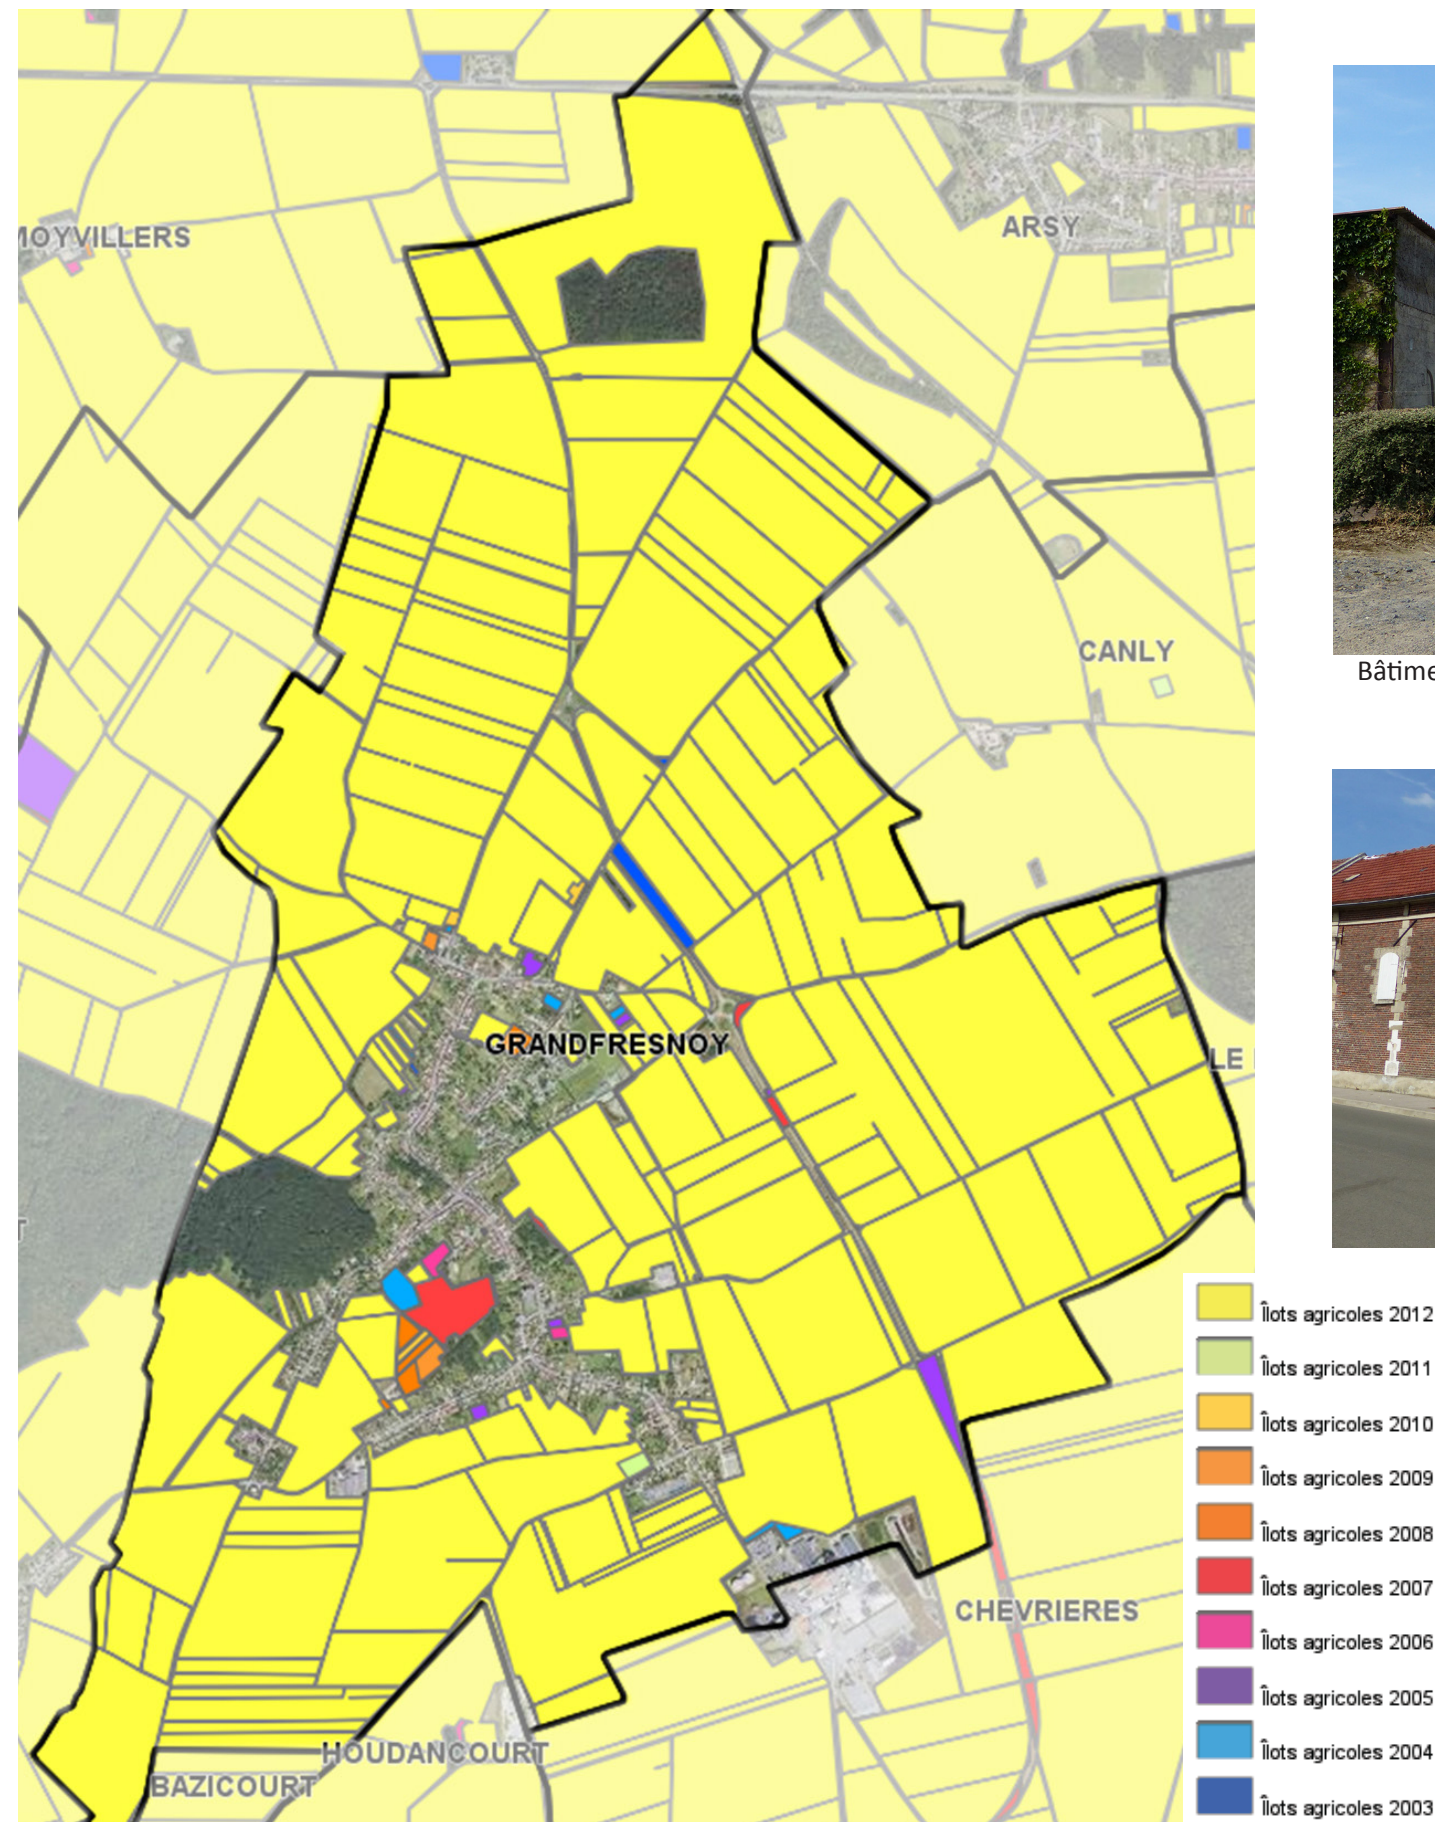 MOYVILLERS
ARSY
CANLY
Bâtime
GRANDFRESNOY
LE
T
CHEVRIERES
HOUDANCOURT
BAZICOURT
Îlots agricoles 2012
Îlots agricoles 2011
Îlots agricoles 2010
Îlots agricoles 2009
Îlots agricoles 2008
Îlots agricoles 2007
Îlots agricoles 2006
Îlots agricoles 2005
Îlots agricoles 2004
Îlots agricoles 2003